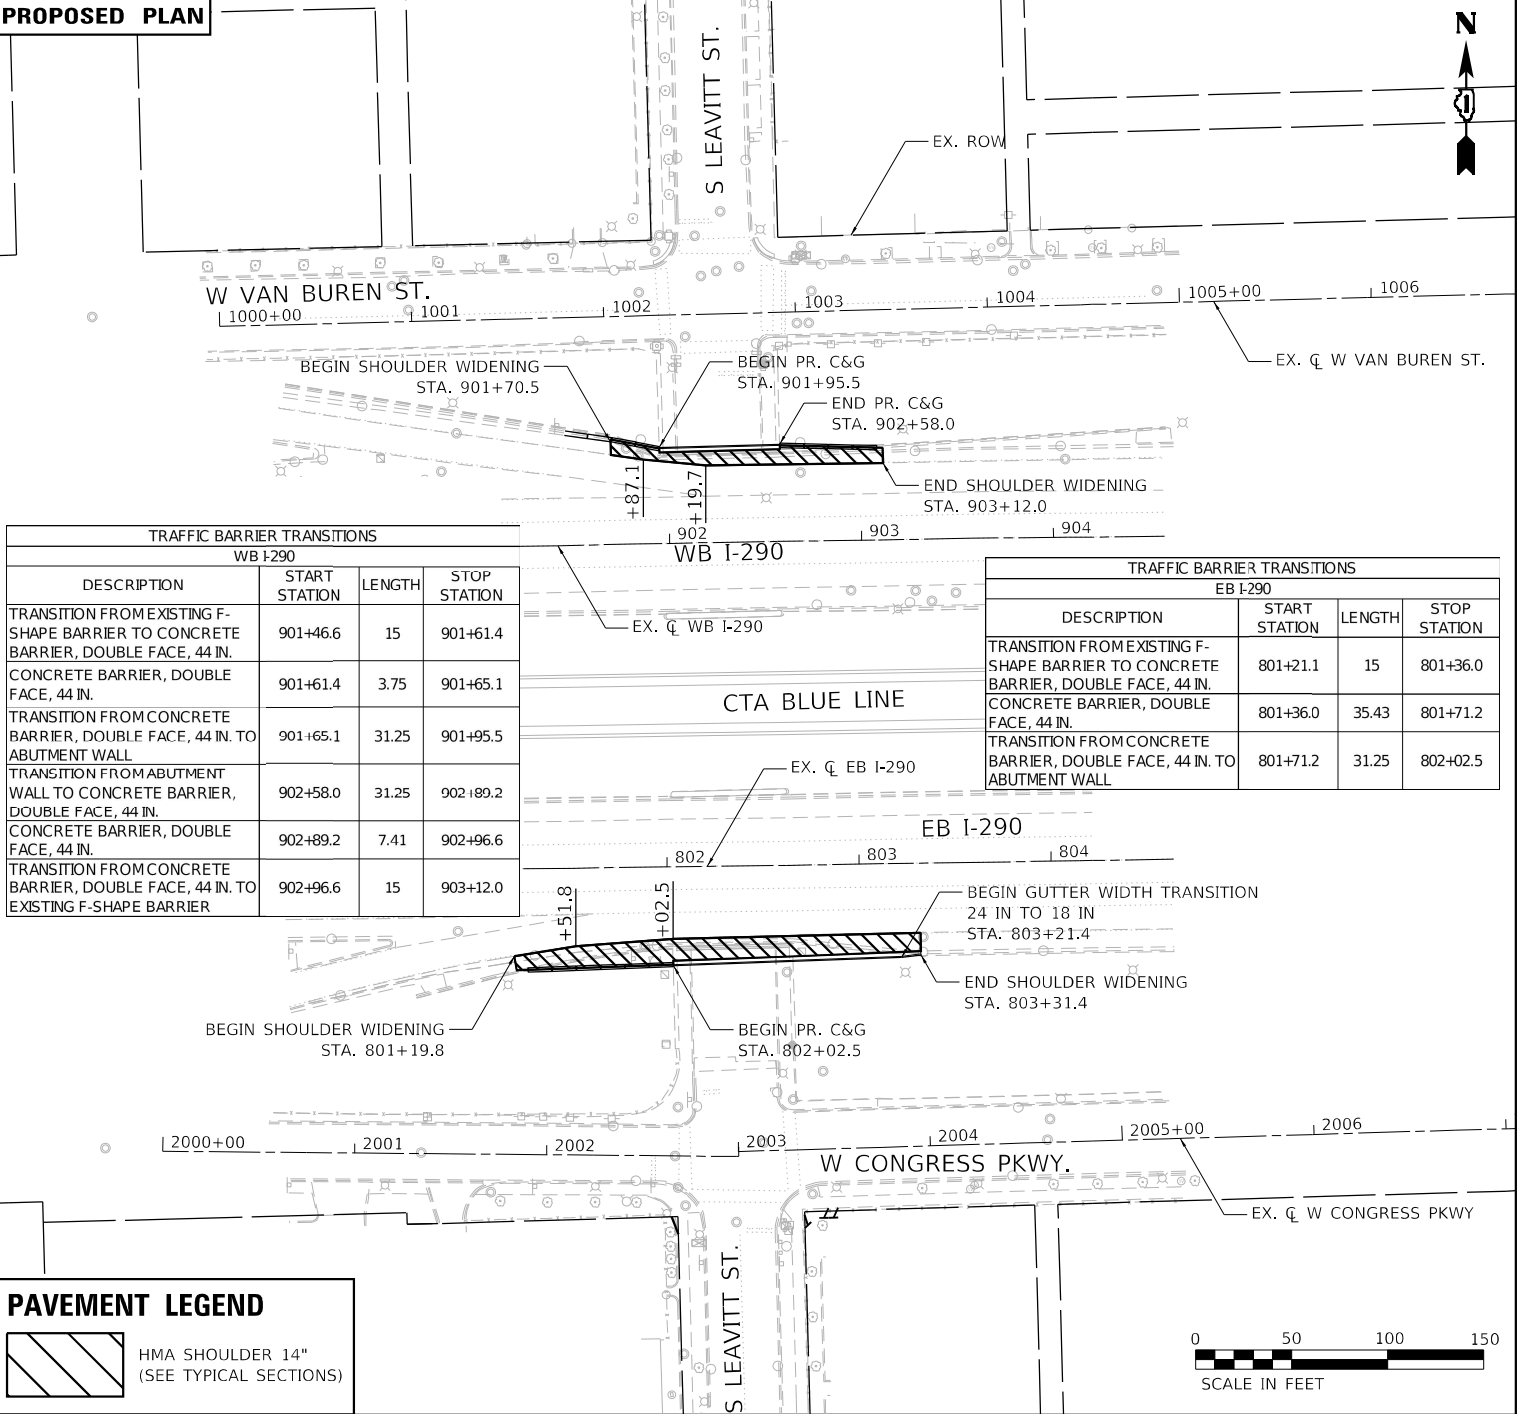 PROPOSED PLAN
N
S LEAVITT ST.
EX. ROW
W VAN BUREN ST.
1000+00
1001
1002
1003
1004
1005+00
1006
EX. ℄ W VAN BUREN ST.
BEGIN SHOULDER WIDENING
STA. 901+70.5
BEGIN PR. C&G
STA. 901+95.5
END PR. C&G
STA. 902+58.0
+87.1
+19.7
END SHOULDER WIDENING
STA. 903+12.0
902
903
904
WB I-290
EX. ℄ WB I-290
TRAFFIC BARRIER TRANSITIONS
WB I-290
DESCRIPTION
START
STATION
LENGTH
STOP
STATION
TRANSITION FROM EXISTING F-
SHAPE BARRIER TO CONCRETE
BARRIER, DOUBLE FACE, 44 IN.
901+46.6
15
901+61.4
CONCRETE BARRIER, DOUBLE
FACE, 44 IN.
901+61.4
3.75
901+65.1
TRANSITION FROM CONCRETE
BARRIER, DOUBLE FACE, 44 IN. TO
ABUTMENT WALL
901+65.1
31.25
901+95.5
TRANSITION FROM ABUTMENT
WALL TO CONCRETE BARRIER,
DOUBLE FACE, 44 IN.
902+58.0
31.25
902+89.2
CONCRETE BARRIER, DOUBLE
FACE, 44 IN.
902+89.2
7.41
902+96.6
TRANSITION FROM CONCRETE
BARRIER, DOUBLE FACE, 44 IN. TO
EXISTING F-SHAPE BARRIER
902+96.6
15
903+12.0
TRAFFIC BARRIER TRANSITIONS
EB I-290
DESCRIPTION
START
STATION
LENGTH
STOP
STATION
TRANSITION FROM EXISTING F-
SHAPE BARRIER TO CONCRETE
BARRIER, DOUBLE FACE, 44 IN.
801+21.1
15
801+36.0
CONCRETE BARRIER, DOUBLE
FACE, 44 IN.
801+36.0
35.43
801+71.2
TRANSITION FROM CONCRETE
BARRIER, DOUBLE FACE, 44 IN. TO
ABUTMENT WALL
801+71.2
31.25
802+02.5
CTA BLUE LINE
EX. ℄ EB I-290
EB I-290
802
803
804
+51.8
+02.5
BEGIN GUTTER WIDTH TRANSITION
24 IN TO 18 IN
STA. 803+21.4
END SHOULDER WIDENING
STA. 803+31.4
BEGIN SHOULDER WIDENING
STA. 801+19.8
BEGIN PR. C&G
STA. 802+02.5
2000+00
2001
2002
2003
2004
2005+00
2006
W CONGRESS PKWY.
EX. ℄ W CONGRESS PKWY
S LEAVITT ST.
PAVEMENT LEGEND
HMA SHOULDER 14"
(SEE TYPICAL SECTIONS)
0
50
100
150
SCALE IN FEET